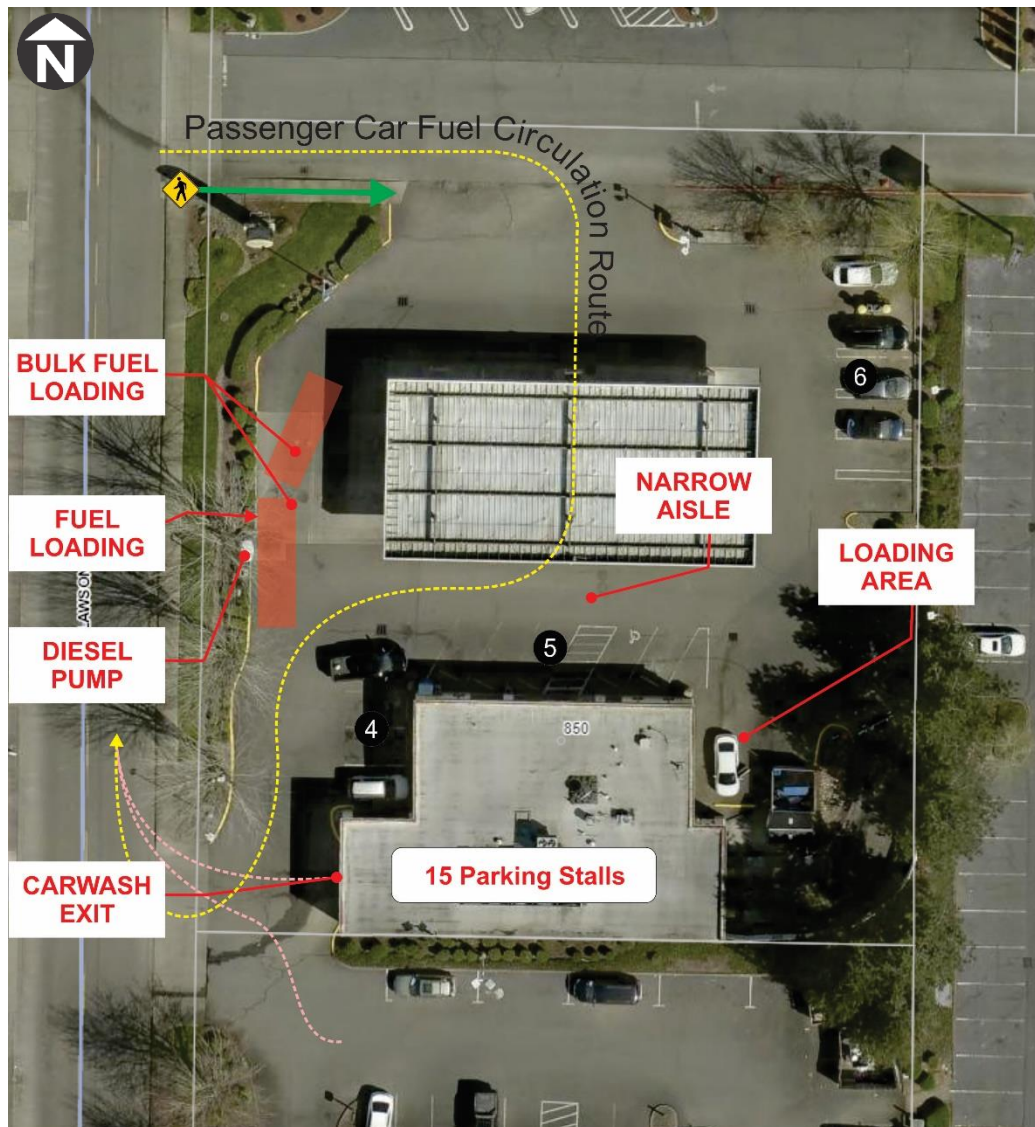 N
Passenger Car Fuel Circulation Route
BULK FUEL
LOADING
6
NARROW
AISLE
FUEL
LOADING
LOADING
AREA
LAWSON
DIESEL
PUMP
5
4
850
15 Parking Stalls
CARWASH
EXIT